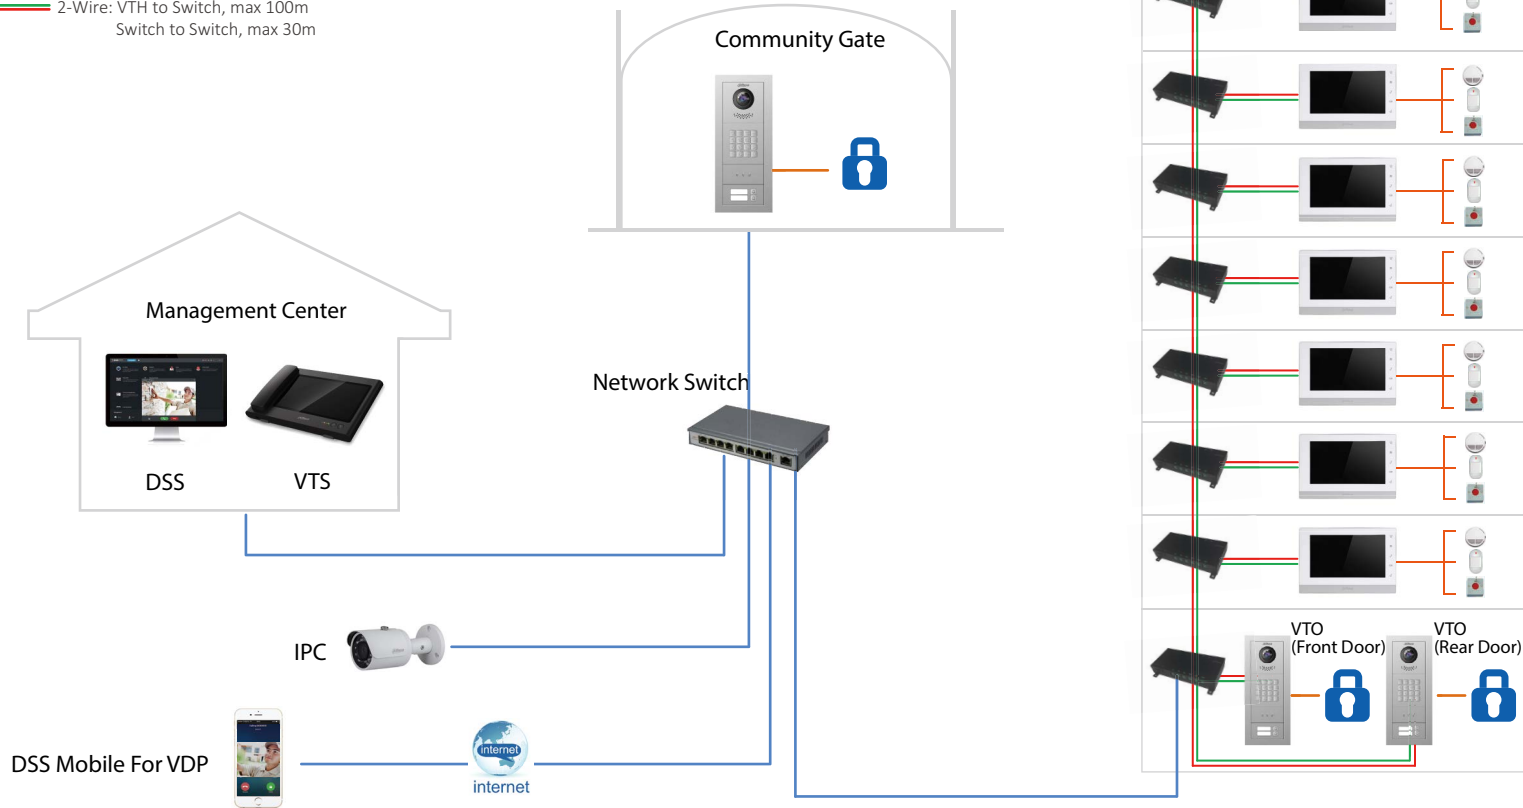 2-Wire: VTH to Switch, max 100m
Switch to Switch, max 30m
Community Gate
Management Center
DSS
VTS
Network Switch
IPC
DSS Mobile For VDP
internet
internet
VTO
(Front Door)
VTO
(Rear Door)